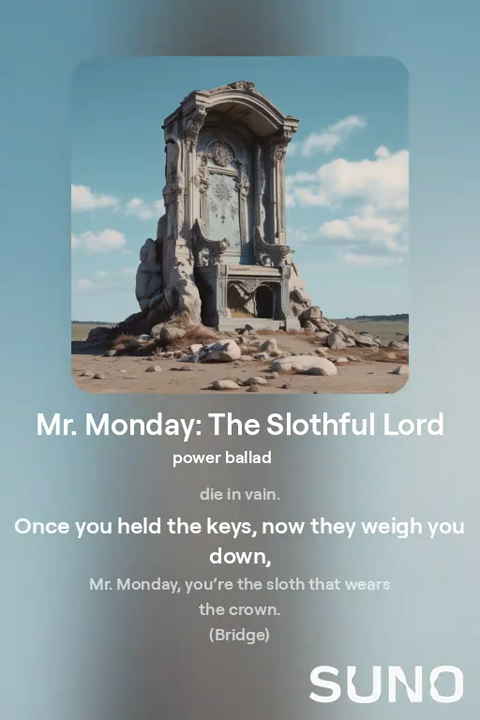 Mr. Monday: The Slothful Lord
power ballad
die in vain.
Once you held the keys, now they weigh you
down,
Mr. Monday, you’re the sloth that wears
the crown.
(Bridge)
SUNO